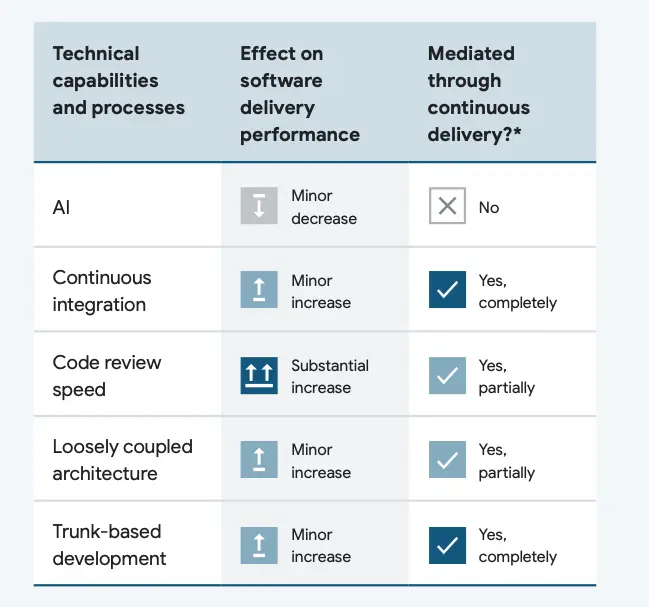 Technical
capabilities
and processes
Effect on
software
delivery
performance
Mediated
through
continuous
delivery?*
AI
Minor
decrease
No
Continuous
integration
Minor
increase
Yes,
completely
Code review
speed
Substantial
increase
Yes,
partially
Loosely coupled
architecture
Minor
increase
Yes,
partially
Trunk-based
development
Minor
increase
Yes,
completely